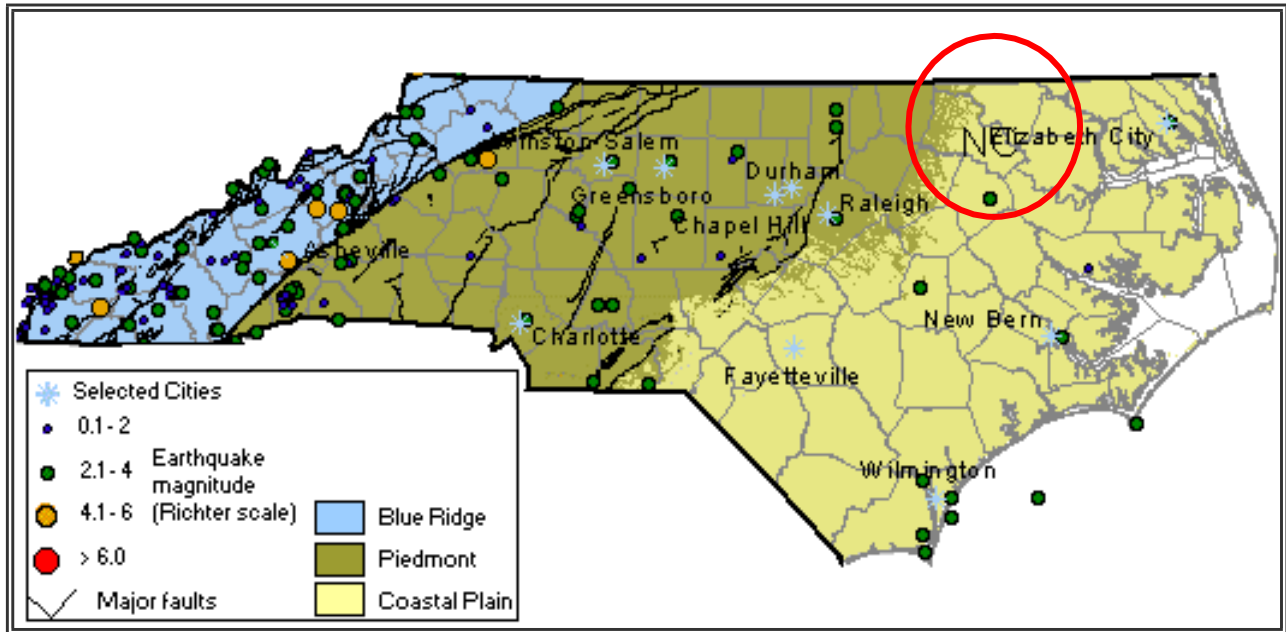 NC
Elizabeth City
Winston-Salem
Durham
Greensboro
Raleigh
Chapel Hill
Asheville
New Bern
Charlotte
Fayetteville
Wilmington
Selected Cities
0.1 - 2
2.1 - 4
Earthquake
magnitude
(Richter scale)
4.1 - 6
> 6.0
Major faults
Blue Ridge
Piedmont
Coastal Plain